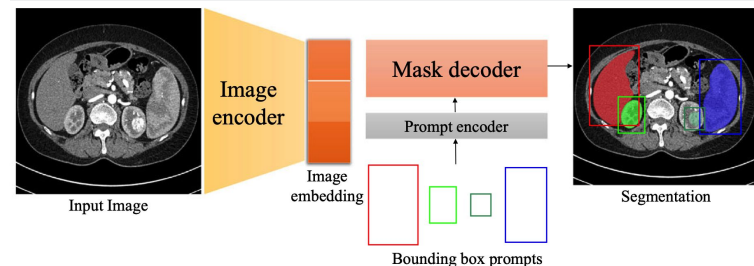 Input Image
Image
encoder
Image
embedding
Mask decoder
Prompt encoder
Bounding box prompts
Segmentation